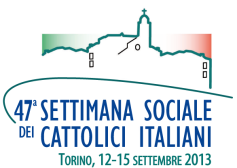 47ª SETTIMANA SOCIALE
DEI CATTOLICI ITALIANI
TORINO, 12-15 SETTEMBRE 2013